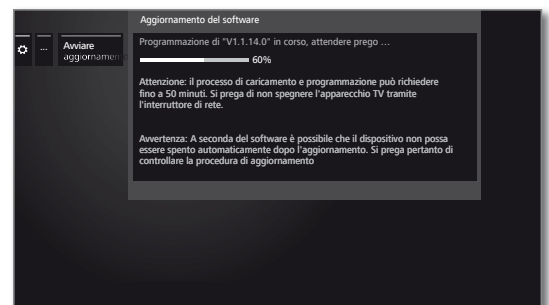 Aggiornamento del software
...
Avviare
aggiornamen
Programmazione di "V1.1.14.0" in corso, attendere prego ...
60%
Attenzione: il processo di caricamento e programmazione può richiedere
fino a 50 minuti. Si prega di non spegnere l'apparecchio TV tramite
l'interruttore di rete.
Avvertenza: A seconda del software è possibile che il dispositivo non possa
essere spento automaticamente dopo l'aggiornamento. Si prega pertanto di
controllare la procedura di aggiornamento